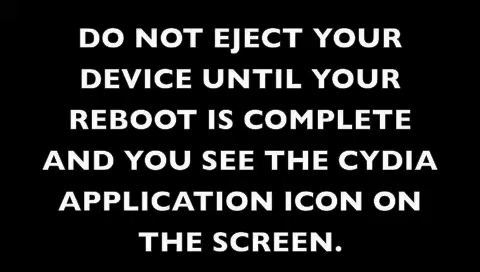 DO NOT EJECT YOUR
DEVICE UNTIL YOUR
REBOOT IS COMPLETE
AND YOU SEE THE CYDIA
APPLICATION ICON ON
THE SCREEN.